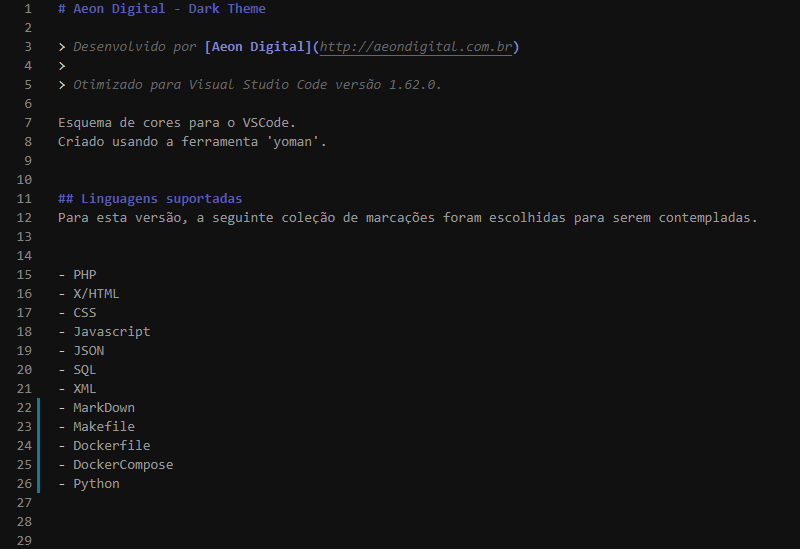 1 # Aeon Digital - Dark Theme
2
3 > Desenvolvido por [Aeon Digital](http://aeondigital.com.br)
4 >
5 > Otimizado para Visual Studio Code versão 1.62.0.
6
7 Esquema de cores para o VSCode.
8 Criado usando a ferramenta 'yoman'.
9
10
11 ## Linguagens suportadas
12 Para esta versão, a seguinte coleção de marcações foram escolhidas para serem contempladas.
13
14
15 - PHP
16 - X/HTML
17 - CSS
18 - Javascript
19 - JSON
20 - SQL
21 - XML
22 - MarkDown
23 - Makefile
24 - Dockerfile
25 - DockerCompose
26 - Python
27
28
29